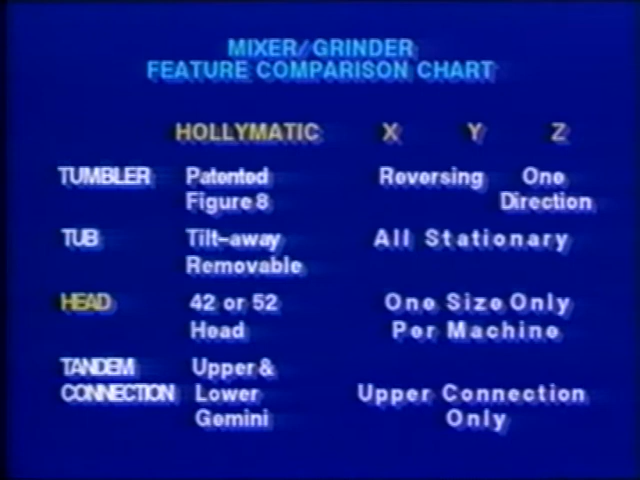 MIXER/GRINDER
FEATURE COMPARISON CHART
HOLLYMATIC X Y Z
TUMBLER Patented Reversing One
Figure 8 Direction
TUB Tilt-away All Stationary
Removable
HEAD 42 or 52 One Size Only
Head Per Machine
TANDEM Upper &
CONNECTION Lower Upper Connection
Gemini Only